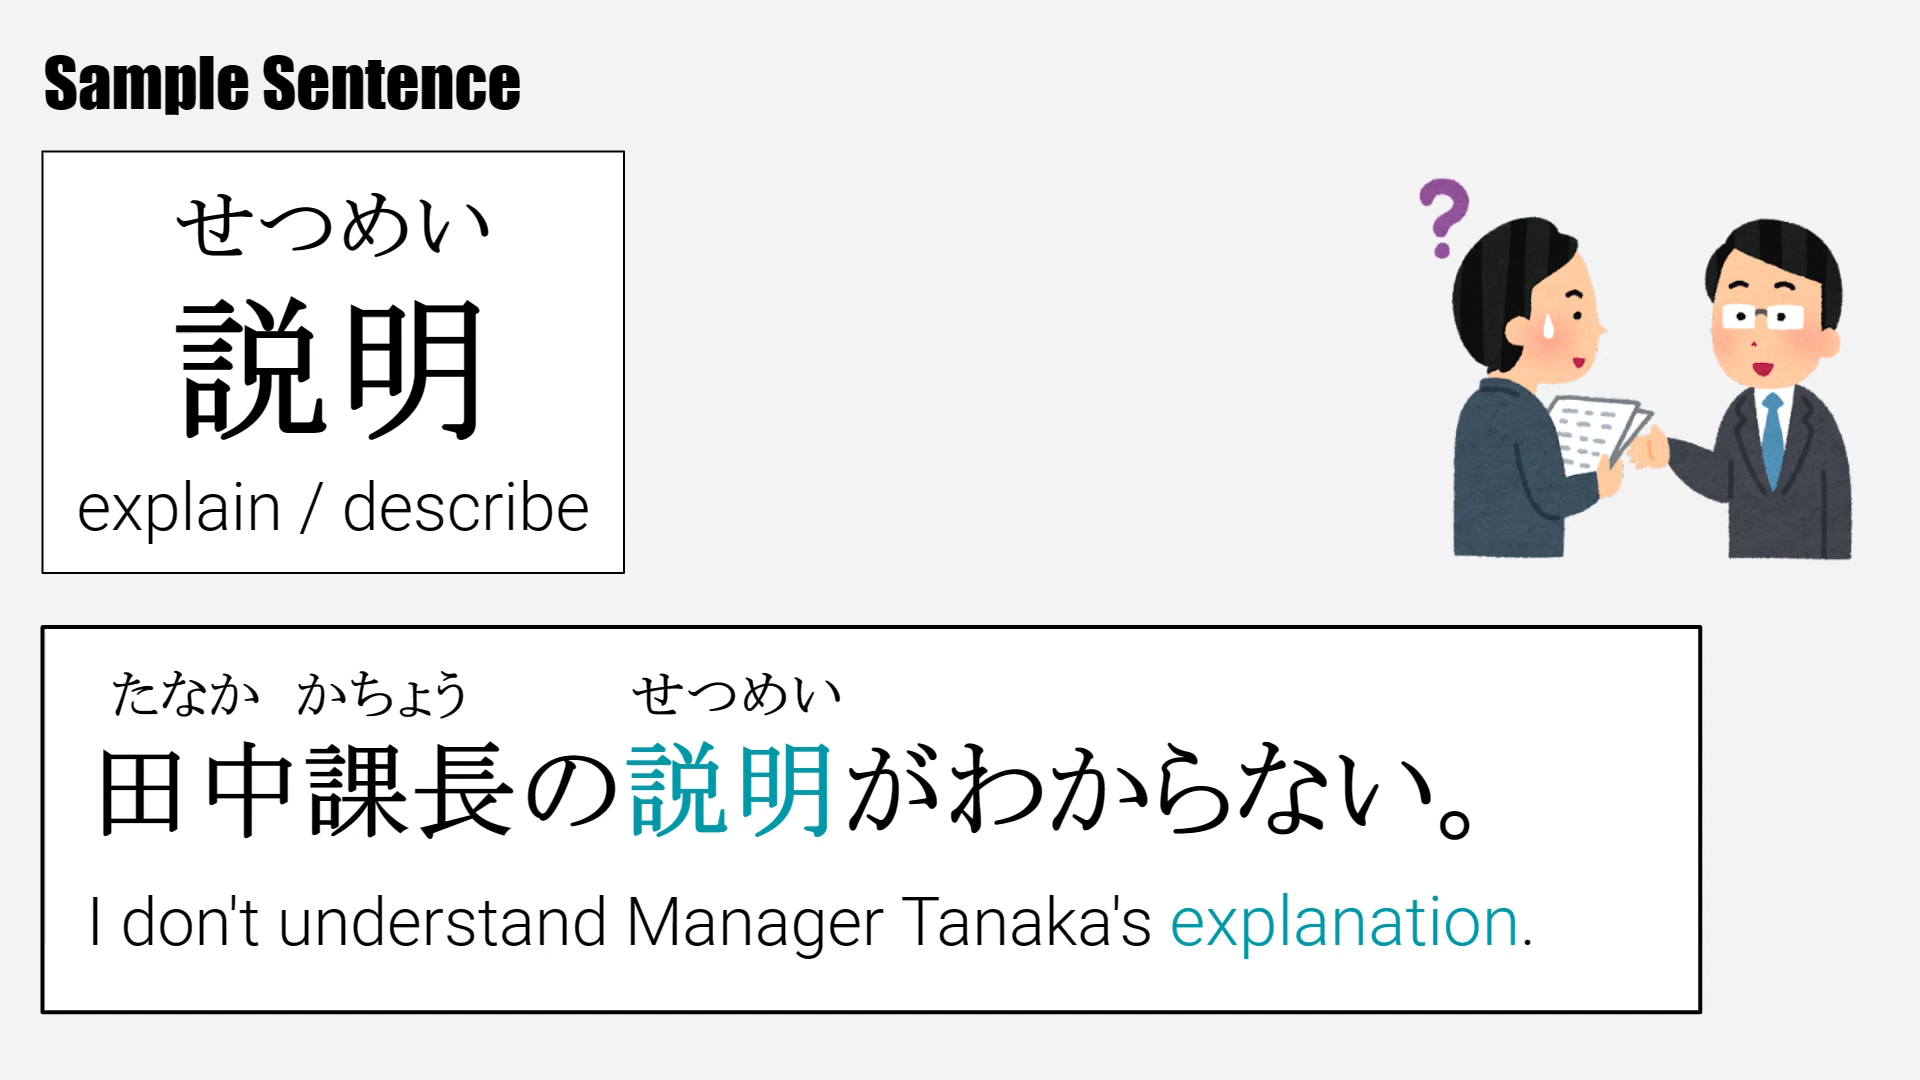 Sample Sentence
せつめい
説明
explain / describe
?
たなか かちょう せつめい
田中課長の説明がわからない。
I don't understand Manager Tanaka's explanation.